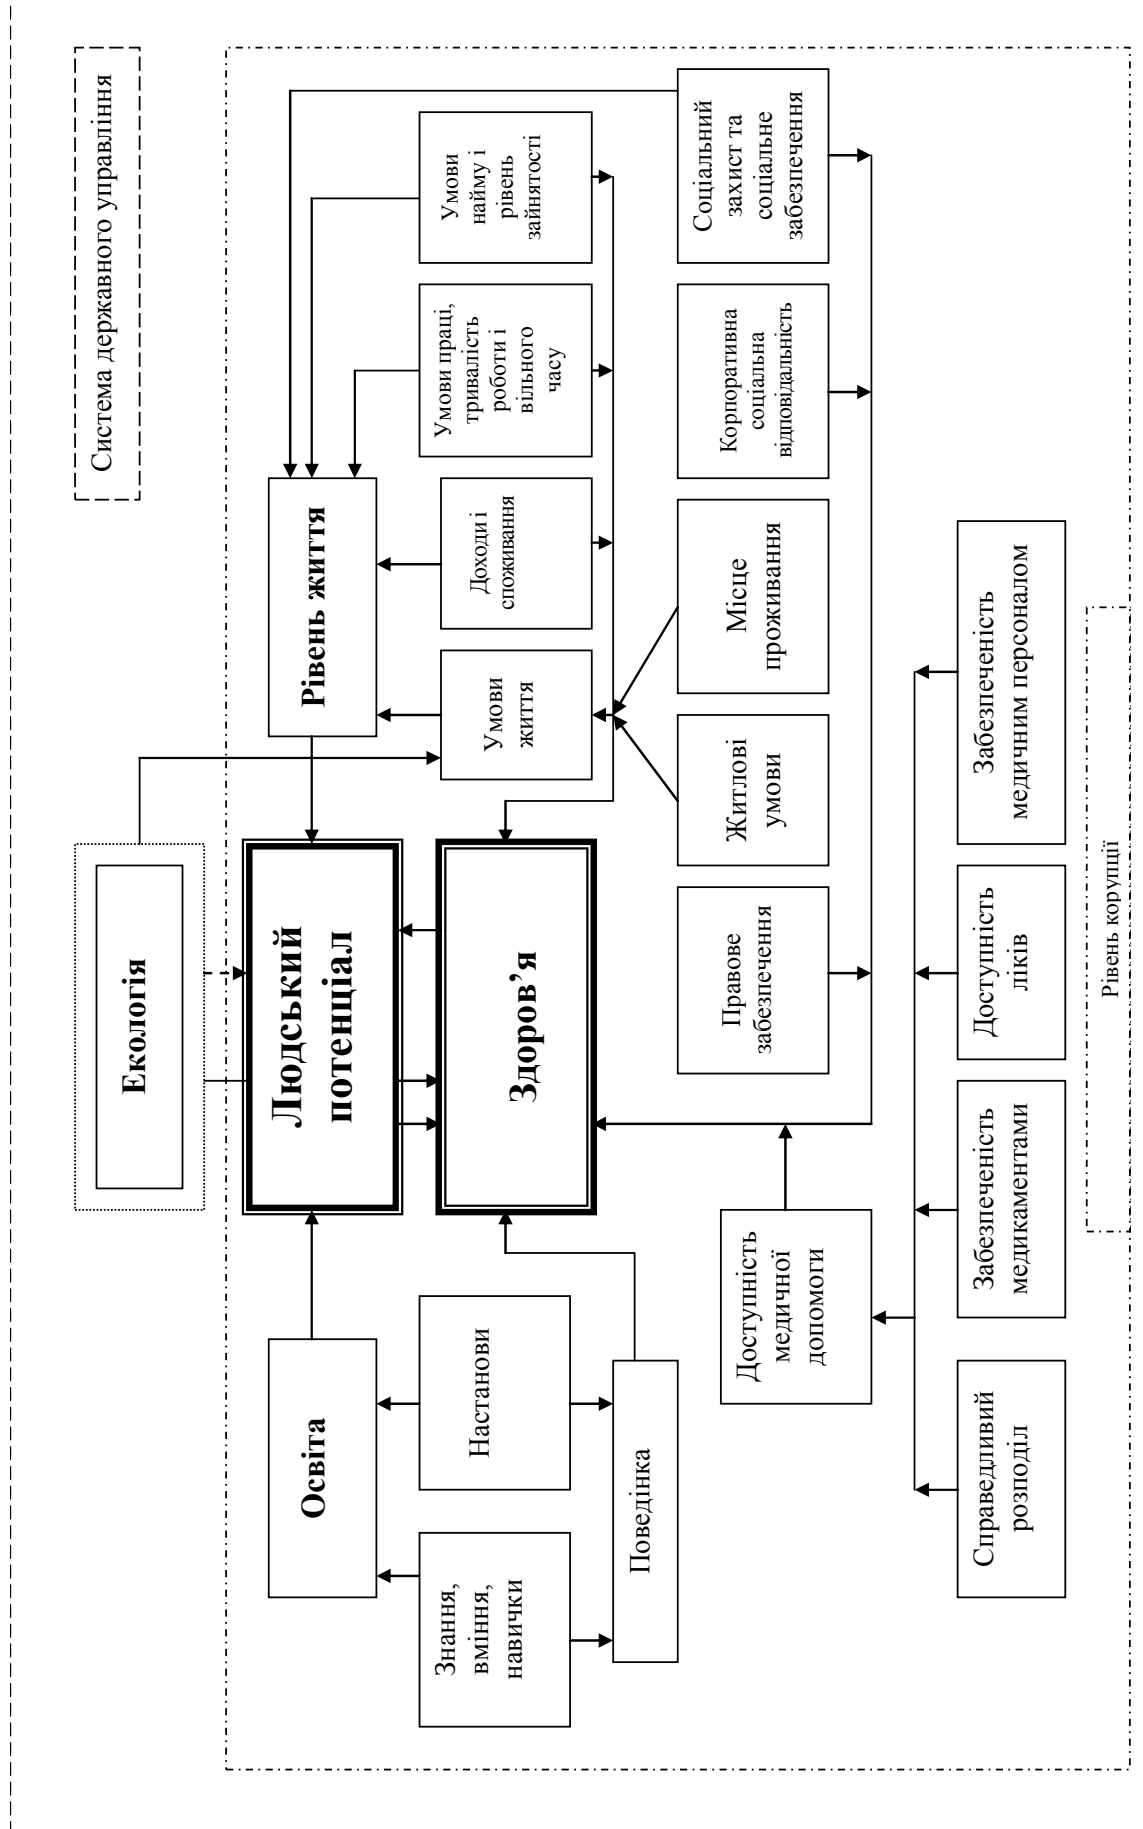 Система державного управління
Екологія
Освіта
Людський
потенціал
Рівень життя
Знання,
вміння,
навички
Настанови
Здоров’я
Умови
життя
Доходи і
споживання
Умови праці,
тривалість
роботи і
вільного
часу
Умови
найму і
рівень
зайнятості
Поведінка
Доступність
медичної
допомоги
Правове
забезпечення
Житлові
умови
Місце
проживання
Корпоративна
соціальна
відповідальність
Соціальний
захист та
соціальне
забезпечення
Справедливий
розподіл
Забезпеченість
медикаментами
Доступність
ліків
Забезпеченість
медичним персоналом
Рівень корупції